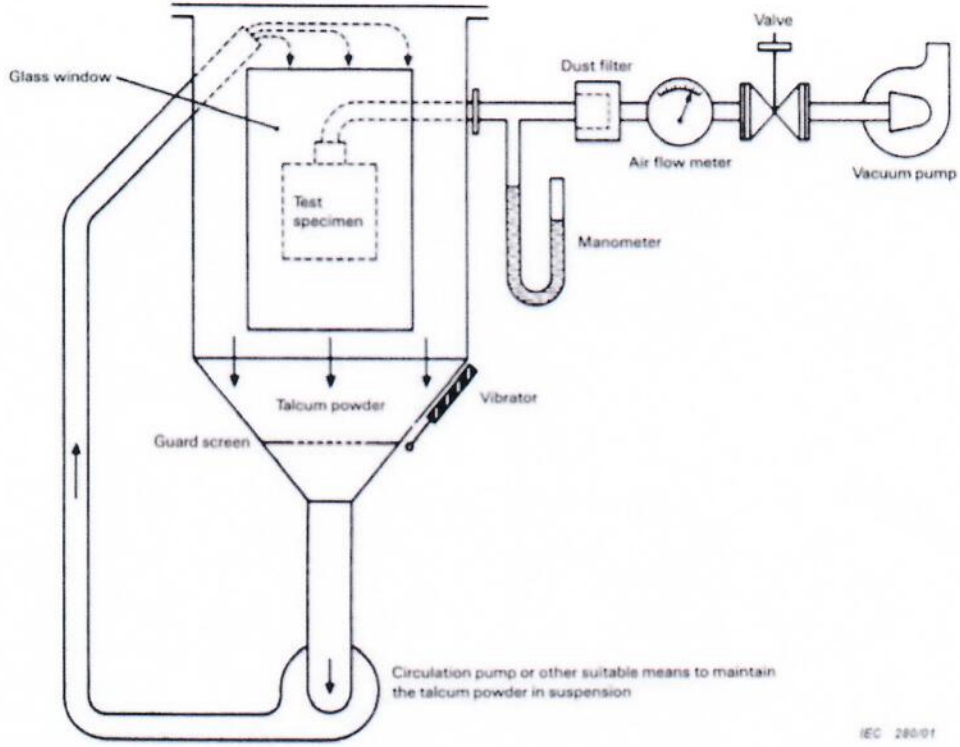 Valve
Dust filter
Glass window
Air flow meter
Vacuum pump
Test
specimen
Manometer
Talcum powder
Vibrator
Guard screen
Circulation pump or other suitable means to maintain
the talcum powder in suspension
IEC 280/01